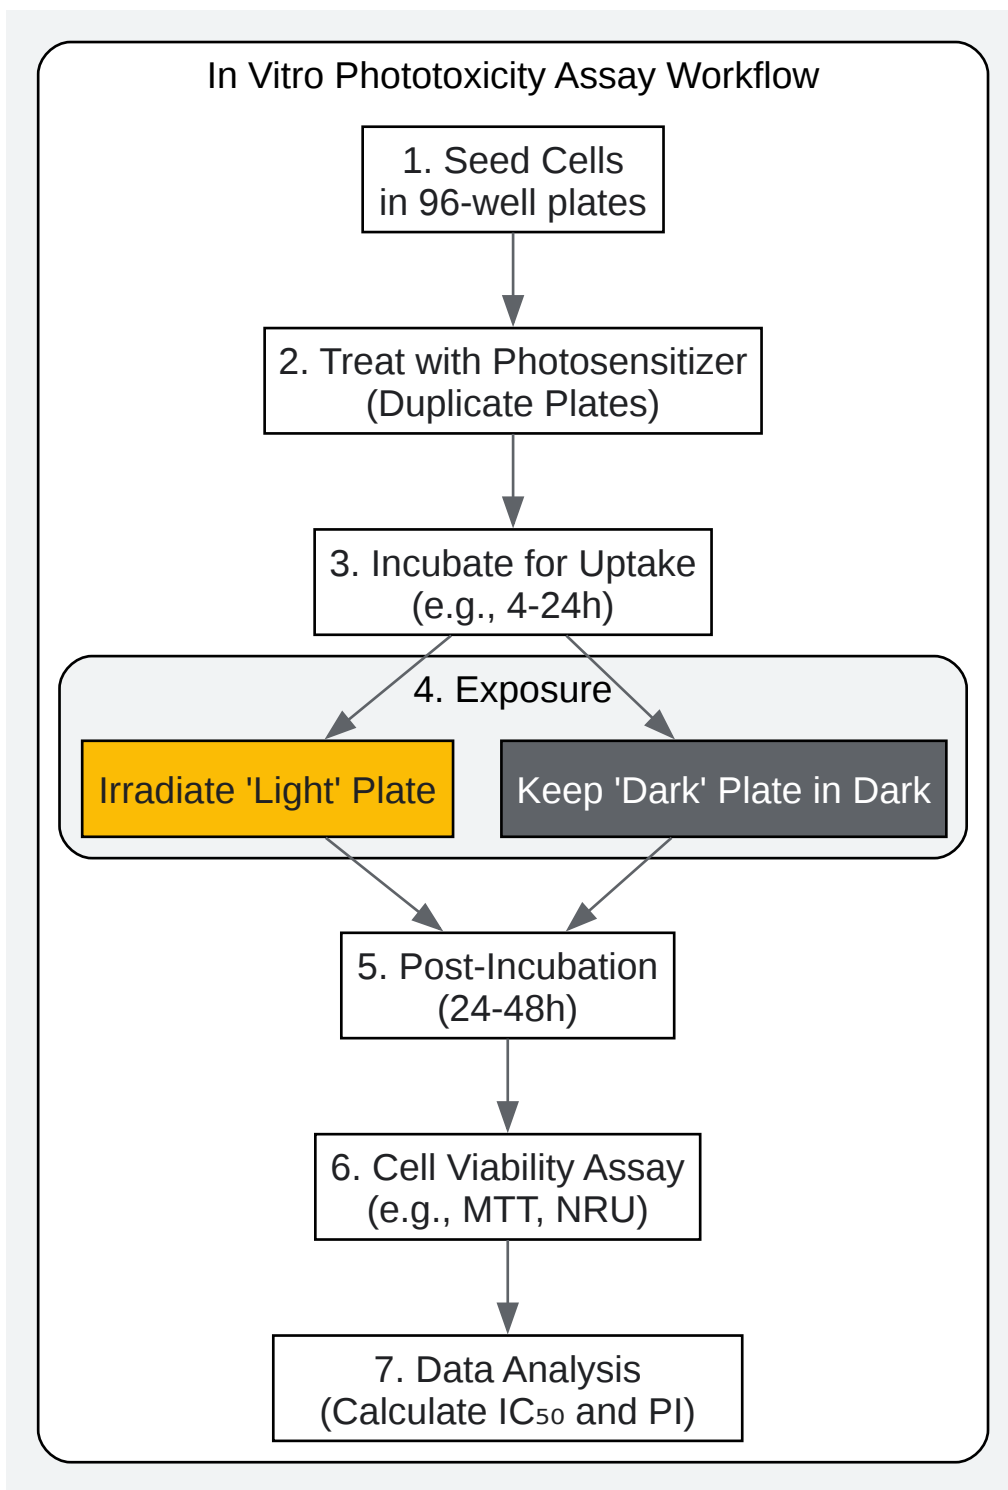 In Vitro Phototoxicity Assay Workflow
1. Seed Cells
in 96-well plates
2. Treat with Photosensitizer
(Duplicate Plates)
3. Incubate for Uptake
(e.g., 4-24h)
4. Exposure
Irradiate 'Light' Plate
Keep 'Dark' Plate in Dark
5. Post-Incubation
(24-48h)
6. Cell Viability Assay
(e.g., MTT, NRU)
7. Data Analysis
(Calculate IC₅₀ and PI)